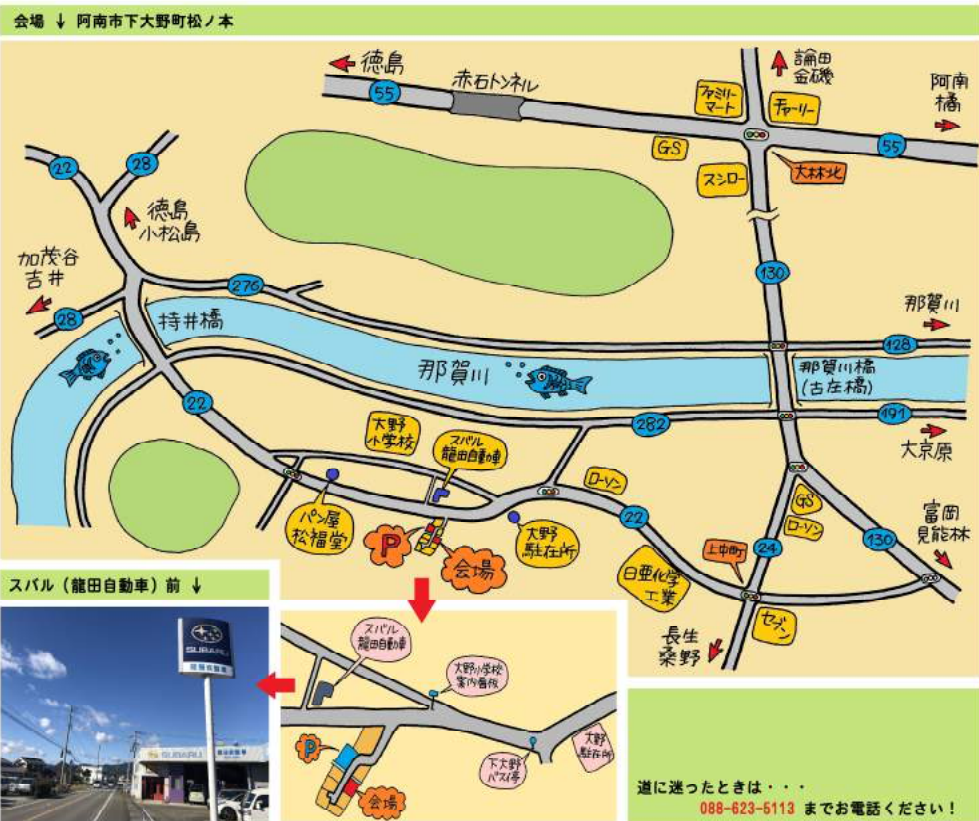 会場 ↓ 阿南市下大野町松ノ本
徳島
55
赤石トンネル
ファミリー
マート
論田
金磯
チャーリー
阿南
橋
GS
55
スシロー
大林北
22
28
徳島
小松島
加茂谷
吉井
28
276
持井橋
130
那賀川
128
那賀川
那賀川橋
(古庄橋)
22
282
191
大京原
大野
小学校
スバル
龍田自動車
ローソン
パン屋
松福堂
P
会場
大野
駐在所
22
GS
ローソン
130
富岡
見能林
日亜化学
工業
上中町
24
セブン
長生
桑野
スバル(龍田自動車)前 ↓
SUBARU
SUBARU
スバル
龍田自動車
大野小学校
案内看板
P
会場
下大野
バス停
大野
駐在所
道に迷ったときは・・・
088-623-5113 までお電話ください!